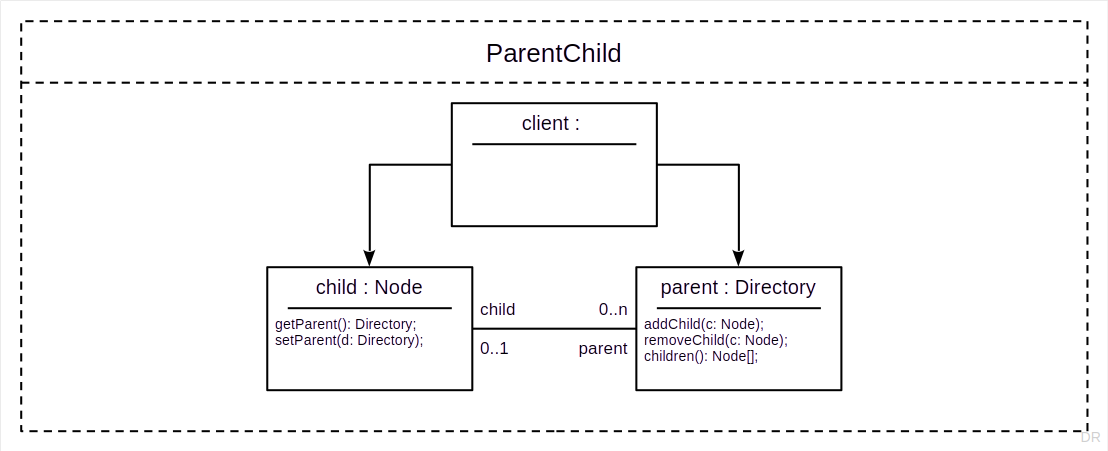 ParentChild
client :
child : Node
getParent(): Directory;
setParent(d: Directory);
child
0..n
0..1
parent
parent : Directory
addChild(c: Node);
removeChild(c: Node);
children(): Node[];
DR